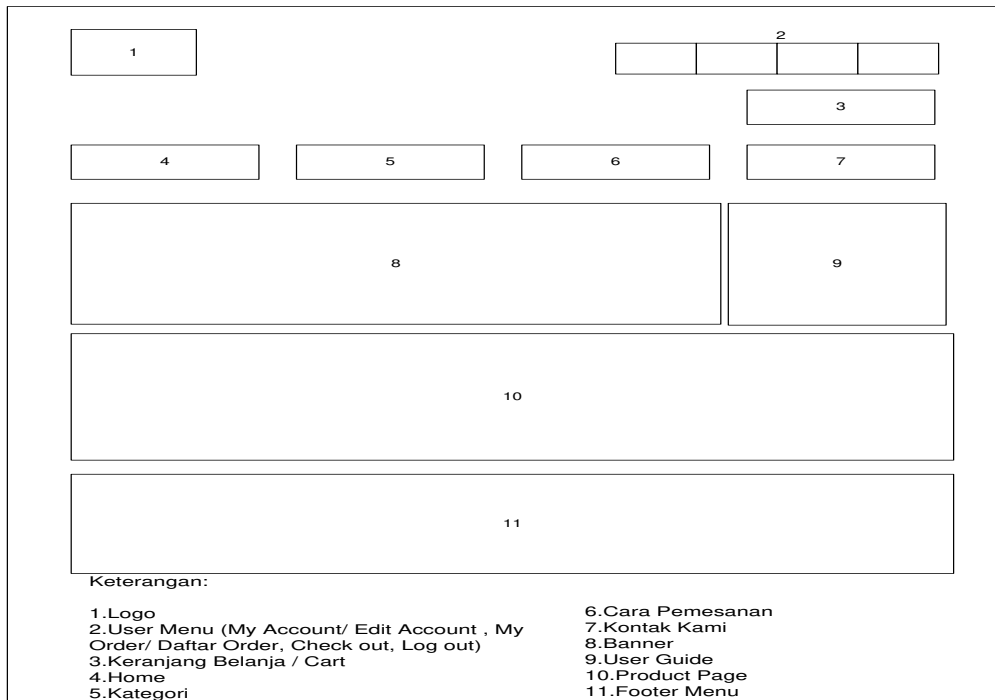 1
2
3
4
5
6
7
8
9
10
11
Keterangan:
1.Logo
2.User Menu (My Account/ Edit Account , My
Order/ Daftar Order, Check out, Log out)
3.Keranjang Belanja / Cart
4.Home
5.Kategori
6.Cara Pemesanan
7.Kontak Kami
8.Banner
9.User Guide
10.Product Page
11.Footer Menu